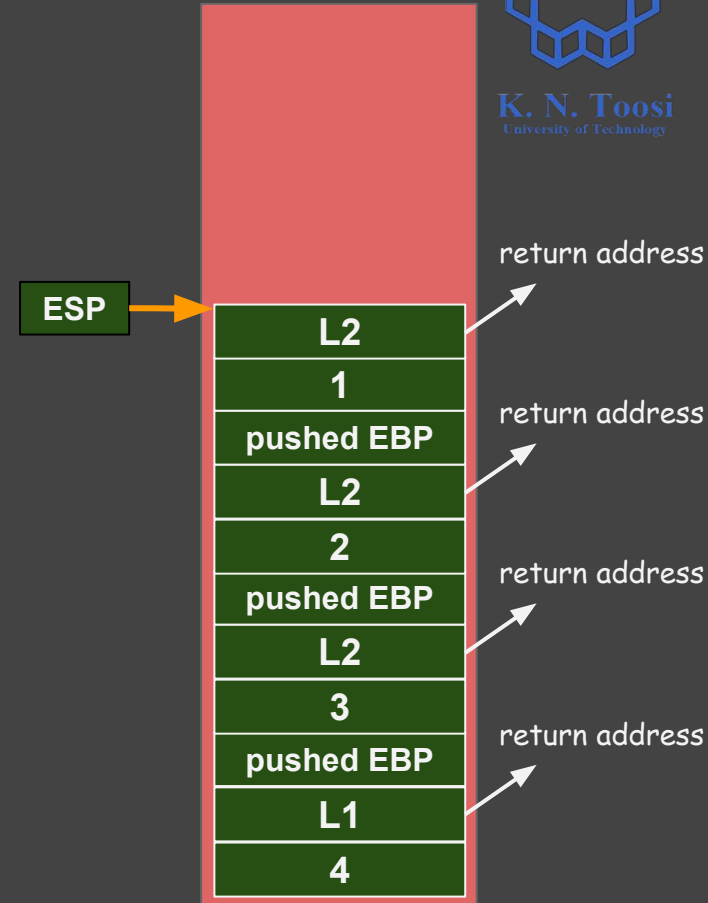 K. N. Toosi
University of Technology
return address
ESP
L2
1
return address
pushed EBP
L2
2
return address
pushed EBP
L2
3
return address
pushed EBP
L1
4